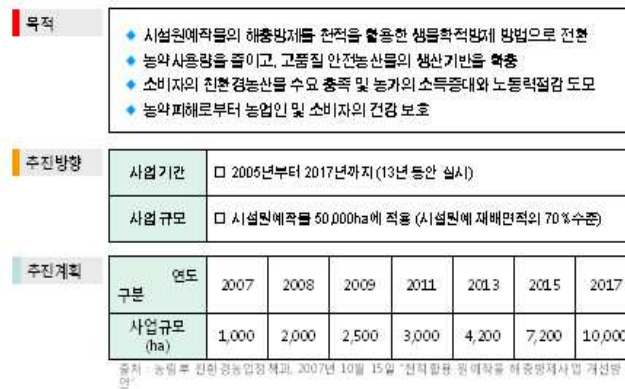 목적
시설원예작물의 해충방제를 천적을 활용한 생물학적방제 방법으로 전환
농약사용량을 줄이고, 고품질 안전농산물의 생산기반을 확충
소비자의 친환경농산물 수요 충족 및 농가의 소득증대와 노동력절감 도모
농약피해로부터 농업인 및 소비자의 건강 보호
추진방향
사업기간 □ 2005년부터 2017년까지 (13년 동안 실시)
사업규모 □ 시설원예작물 50,000ha에 적용 (시설원예 재배면적의 70%수준)
추진계획
연도
구분 2007 2008 2009 2011 2013 2015 2017
사업규모
(ha) 1,000 2,000 2,500 3,000 4,200 7,200 10,000
출처 : 농림부 친환경농업정책과, 2007년 10월 15일 "천적활용 원예작물 해충방제사업 개선방
안"